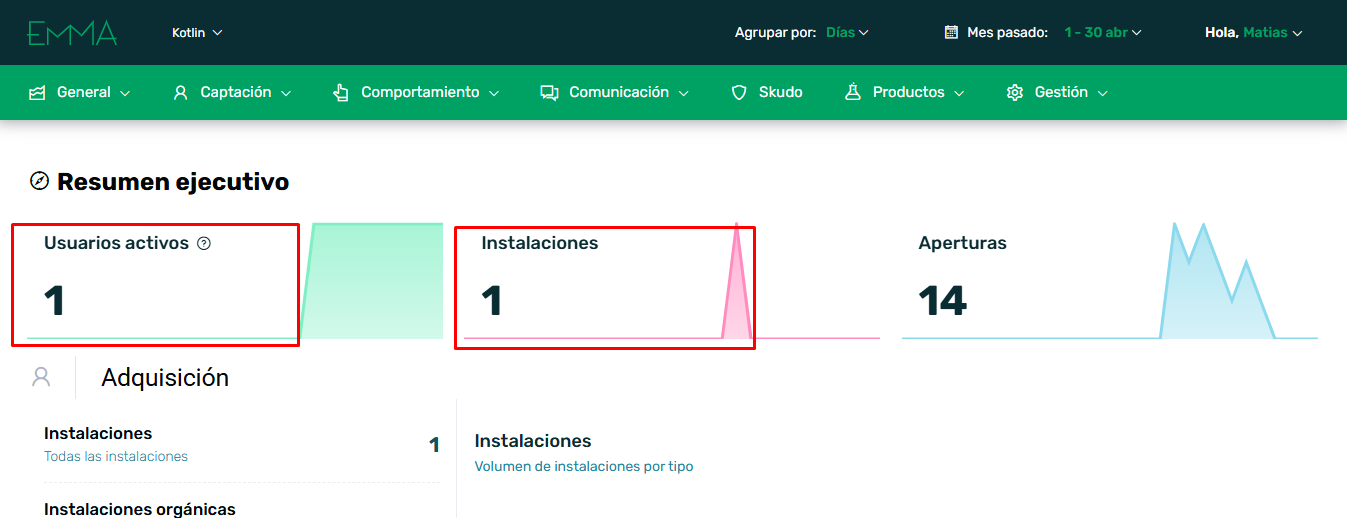 EMMA
Kotlin
Agrupar por: Días
Mes pasado: 1 - 30 abr
Hola, Matias
General
Captación
Comportamiento
Comunicación
Skudo
Productos
Gestión
Resumen ejecutivo
Usuarios activos ?
1
Instalaciones
1
Aperturas
14
Adquisición
Instalaciones
Todas las instalaciones
1
Instalaciones orgánicas
Instalaciones
Volumen de instalaciones por tipo